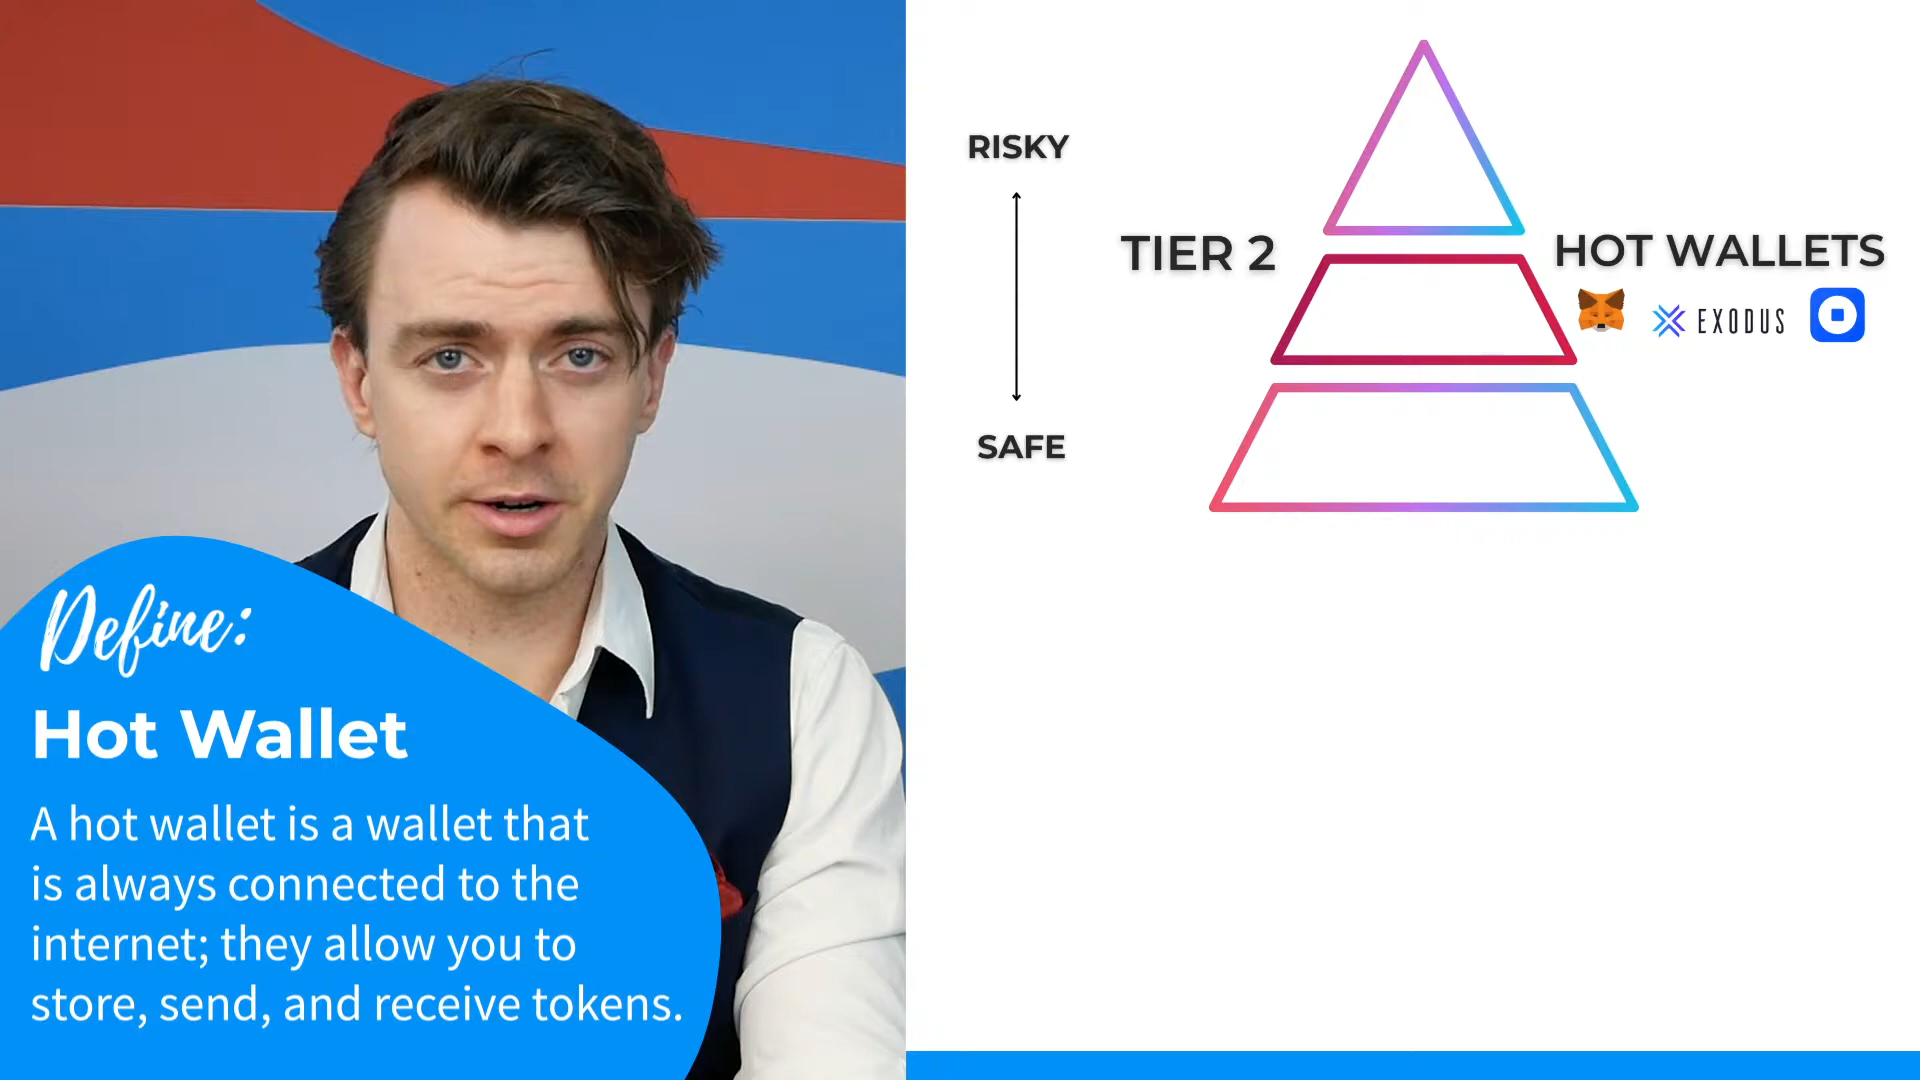 Define:
Hot Wallet
A hot wallet is a wallet that
is always connected to the
internet; they allow you to
store, send, and receive tokens.
RISKY
SAFE
TIER 2
HOT WALLETS
EXODUS